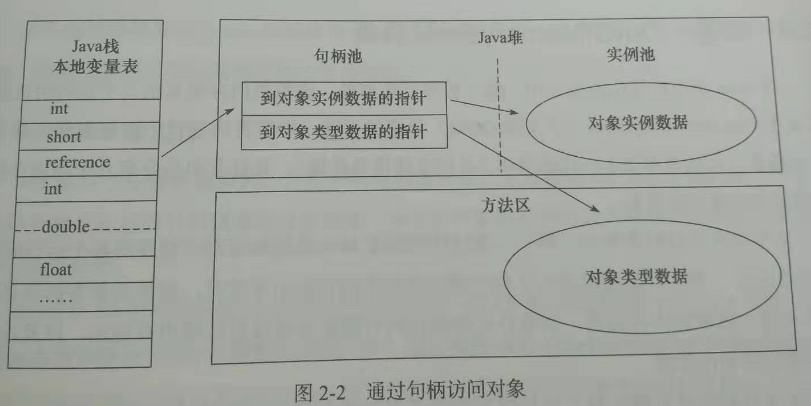 Java栈
本地变量表
int
short
reference
int
double
float
……
Java堆
句柄池
实例池
到对象实例数据的指针
到对象类型数据的指针
对象实例数据
方法区
对象类型数据
图 2-2 通过句柄访问对象